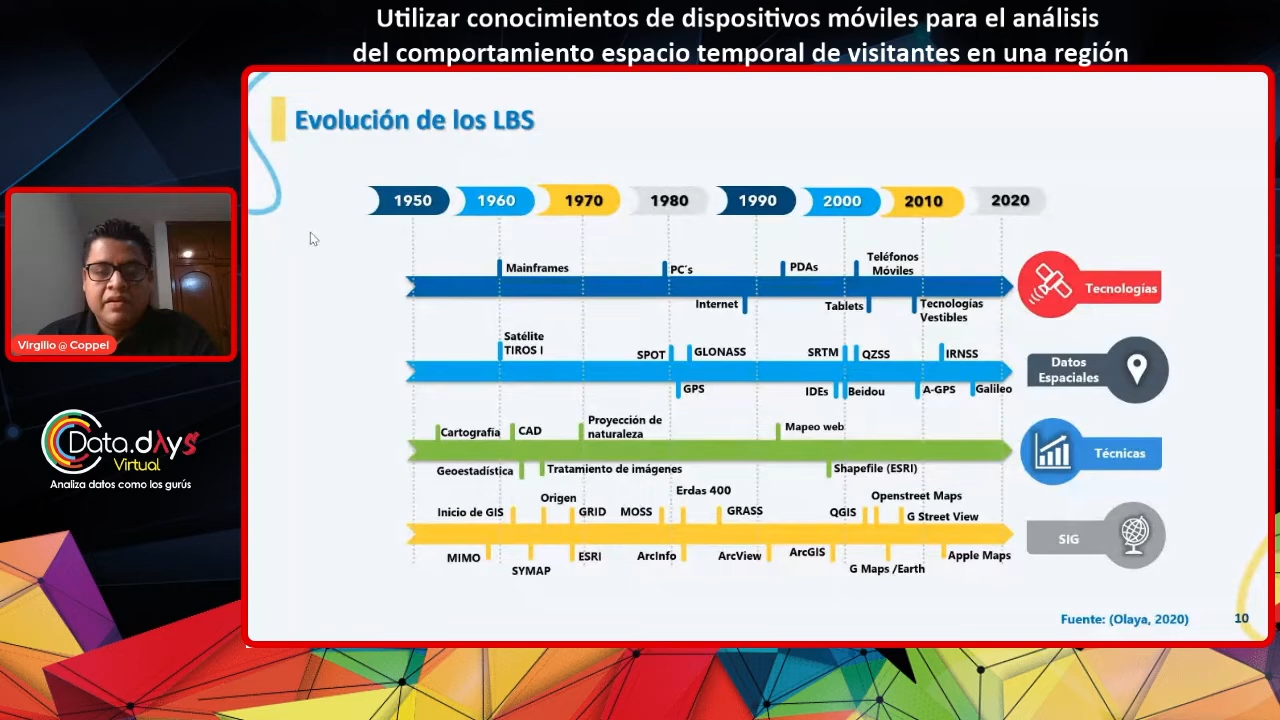 Utilizar conocimientos de dispositivos móviles para el análisis
del comportamiento espacio temporal de visitantes en una región
Evolución de los LBS
1950 1960 1970 1980 1990 2000 2010 2020
Mainframes
PC´s
PDAs
Teléfonos
Móviles
Internet
Tablets
Tecnologías
Vestibles
Tecnologías
Satélite
TIROS I
SPOT
GLONASS
SRTM
QZSS
IRNSS
GPS
IDEs
Beidou
A-GPS
Galileo
Datos
Espaciales
Cartografía
CAD
Proyección de
naturaleza
Mapeo web
Geoestadística
Tratamiento de imágenes
Shapefile (ESRI)
Técnicas
Inicio de GIS
Origen
GRID
MOSS
Erdas 400
GRASS
QGIS
Openstreet Maps
G Street View
MIMO
SYMAP
ESRI
ArcInfo
ArcView
ArcGIS
G Maps /Earth
Apple Maps
SIG
Fuente: (Olaya, 2020)
10
Virgilio @ Coppel
Data.dAys
Virtual
Analiza datos como los gurús